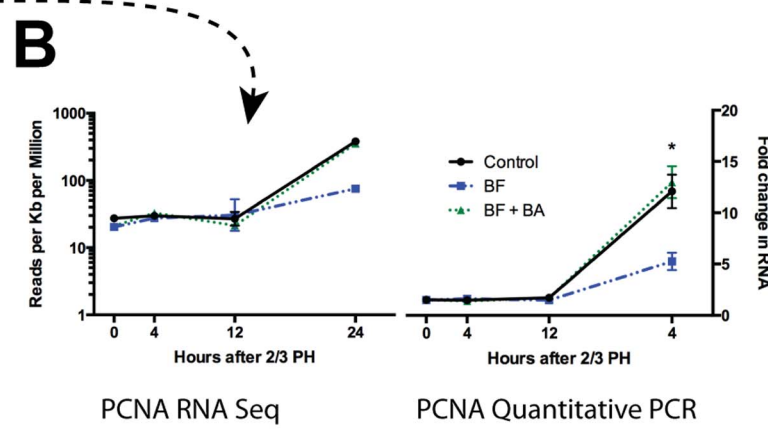 B
Reads per Kb per Million
1000
100
10
1
0 4 12 24
Hours after 2/3 PH
PCNA RNA Seq
Control
BF
BF + BA
*
20
15
10
5
0
Fold change in RNA
0 4 12 4
Hours after 2/3 PH
PCNA Quantitative PCR